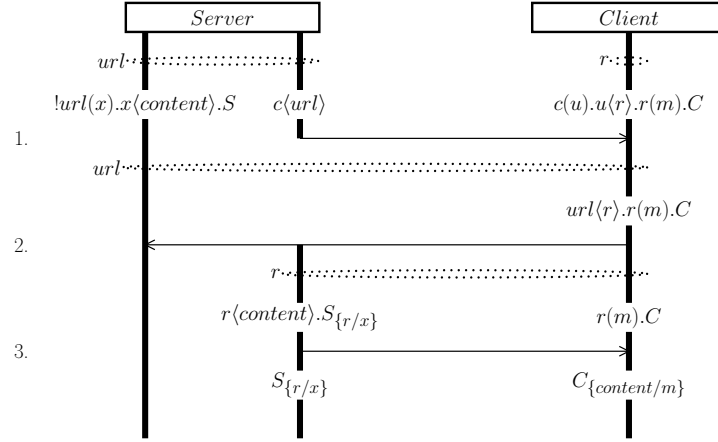 Server Client
url r
!url(x).x⟨content⟩.S c⟨url⟩ c(u).u⟨r⟩.r(m).C
1.
url
url⟨r⟩.r(m).C
2.
r
r⟨content⟩.S{r/x} r(m).C
3.
S{r/x} C{content/m}